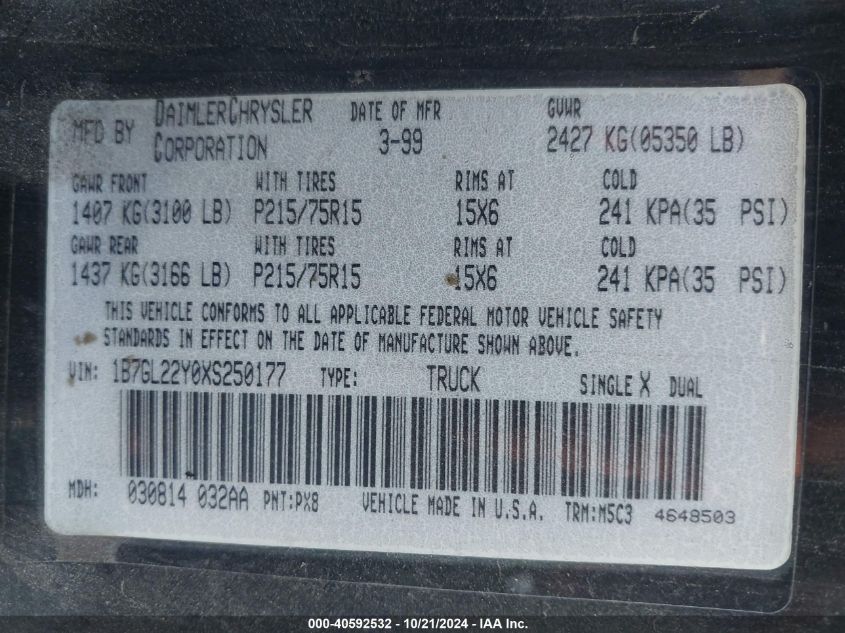 MFD BY DAIMLERCHRYSLER CORPORATION DATE OF MFR 3-99 GVWR 2427 KG(05350 LB)
GAWR FRONT WITH TIRES RIMS AT COLD
1407 KG(3100 LB) P215/75R15 15X6 241 KPA(35 PSI)
GAWR REAR WITH TIRES RIMS AT COLD
1437 KG(3166 LB) P215/75R15 15X6 241 KPA(35 PSI)
THIS VEHICLE CONFORMS TO ALL APPLICABLE FEDERAL MOTOR VEHICLE SAFETY
STANDARDS IN EFFECT ON THE DATE OF MANUFACTURE SHOWN ABOVE.
VIN: 1B7GL22Y0XS250177 TYPE: TRUCK SINGLE X DUAL
MDH: 030814 032AA PNT:PX8 VEHICLE MADE IN U.S.A. TRM:M5C3 4648503
000-40592532 - 10/21/2024 - IAA Inc.